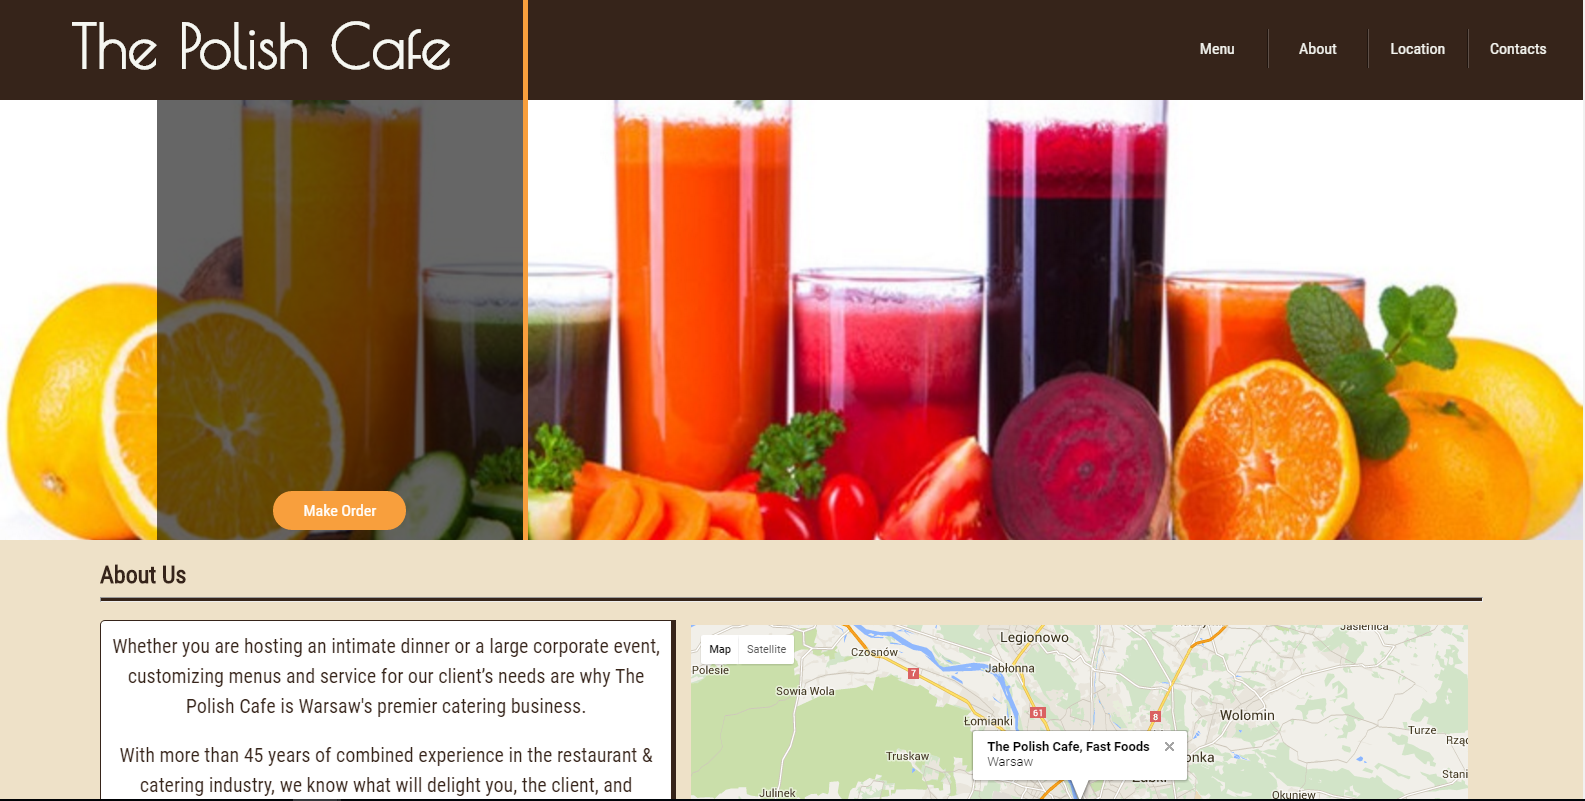 The Polish Cafe
Menu
About
Location
Contacts
Make Order
About Us
Whether you are hosting an intimate dinner or a large corporate event,
customizing menus and service for our client's needs are why The
Polish Cafe is Warsaw's premier catering business.
With more than 45 years of combined experience in the restaurant &
catering industry, we know what will delight you, the client, and
Map
Satellite
Legionowo
Jasienica
Czosnów
Polesie
Jabłonna
7
Sowia Wola
61
8
Łomianki
Wołomin
Turze
Rząd
The Polish Cafe, Fast Foods
Warsaw
Truskaw
onka
Stani
Julinek
Okuniew